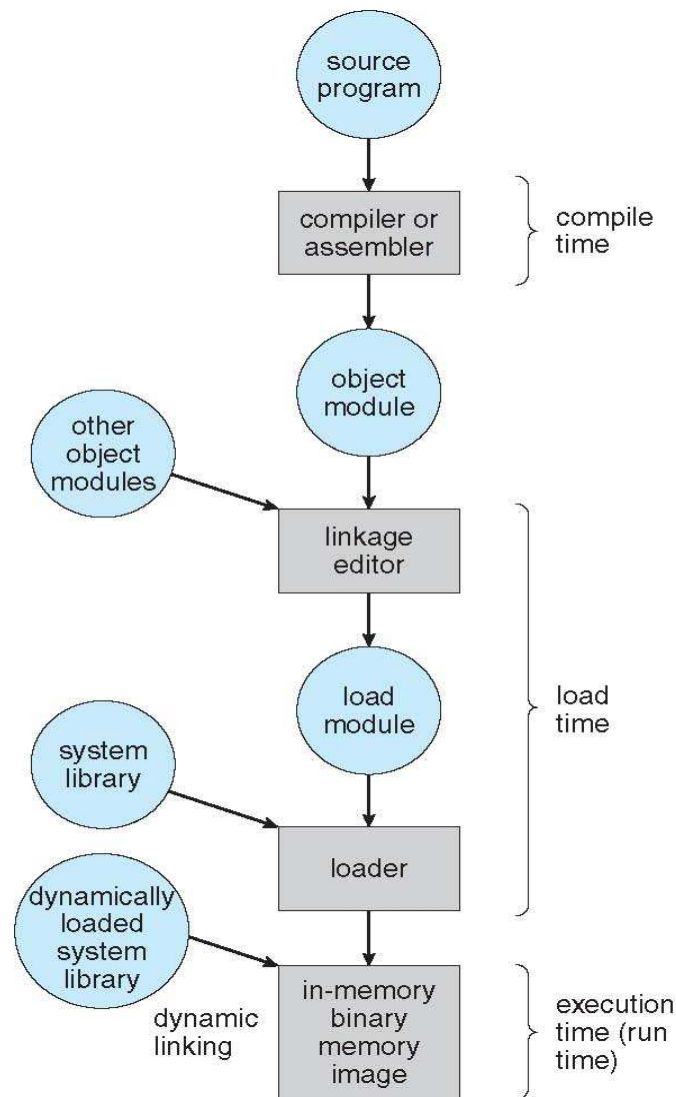 source
program
compiler or
assembler
compile
time
object
module
other
object
modules
linkage
editor
load
module
load
time
system
library
loader
dynamically
loaded
system
library
dynamic
linking
in-memory
binary
memory
image
execution
time (run
time)